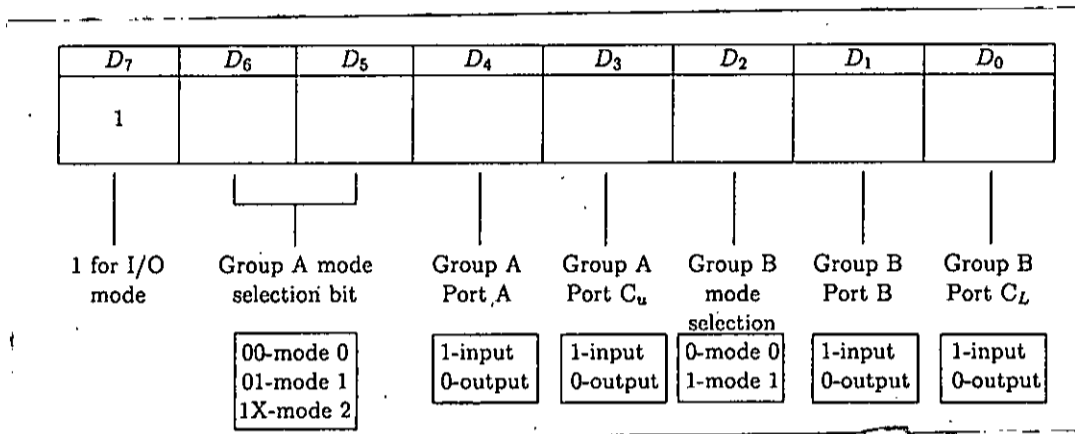 D₇ D₆ D₅ D₄ D₃ D₂ D₁ D₀
1
1 for I/O Group A mode Group A Group A Group B Group B Group B
mode selection bit Port A Port Cᵤ mode Port B Port C_L
selection
00-mode 0 1-input 1-input 0-mode 0 1-input 1-input
01-mode 1 0-output 0-output 1-mode 1 0-output 0-output
1X-mode 2